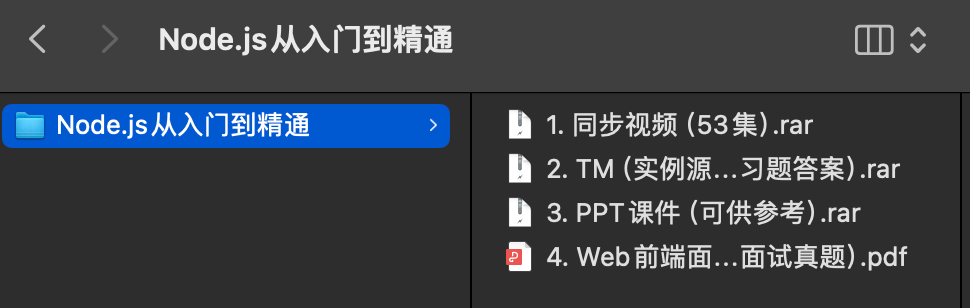 Node.js从入门到精通
Node.js从入门到精通
1. 同步视频 (53集).rar
2. TM (实例源...习题答案).rar
3. PPT课件 (可供参考).rar
4. Web前端面...面试真题).pdf